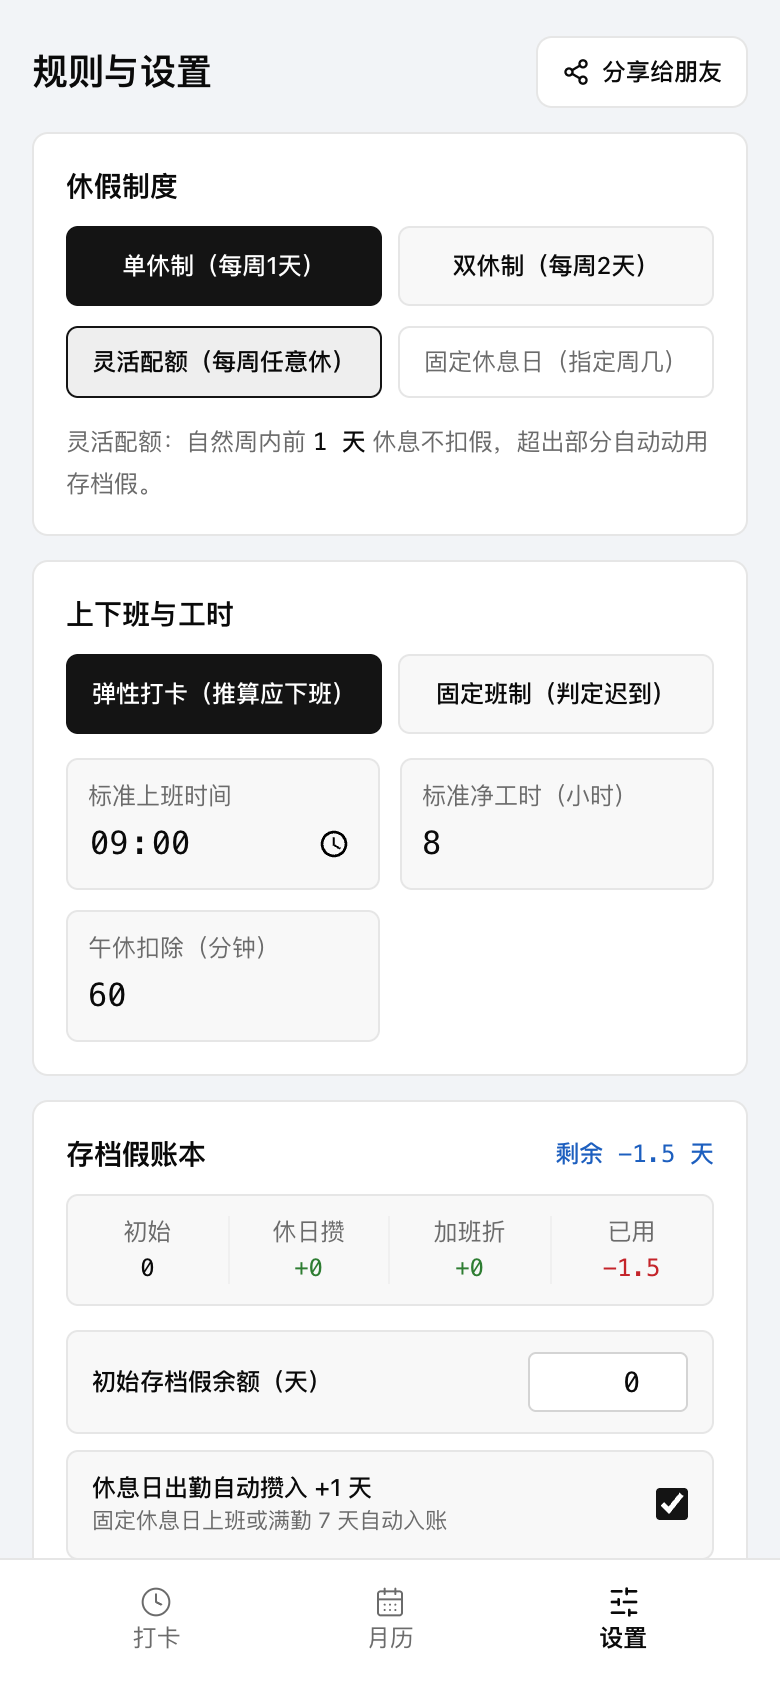 规则与设置
分享给朋友
休假制度
单休制（每周1天）
双休制（每周2天）
灵活配额（每周任意休）
固定休息日（指定周几）
灵活配额：自然周内前 1 天 休息不扣假，超出部分自动动用
存档假。
上下班与工时
弹性打卡（推算应下班）
固定班制（判定迟到）
标准上班时间
09:00
标准净工时（小时）
8
午休扣除（分钟）
60
存档假账本
剩余 -1.5 天
初始
休日攒
加班折
已用
0
+0
+0
-1.5
初始存档假余额（天）
0
休息日出勤自动攒入 +1 天
固定休息日上班或满勤 7 天自动入账
打卡
月历
设置